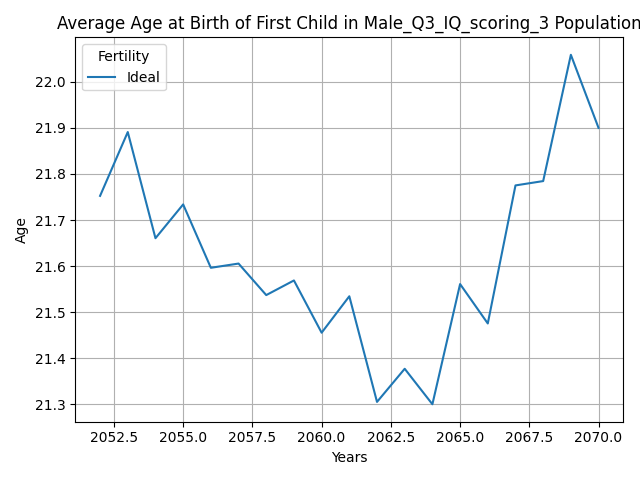 Average Age at Birth of First Child in Male_Q3_IQ_scoring_3 Population
Fertility
Ideal
22.0
21.9
21.8
21.7
21.6
21.5
21.4
21.3
Age
2052.5 2055.0 2057.5 2060.0 2062.5 2065.0 2067.5 2070.0
Years